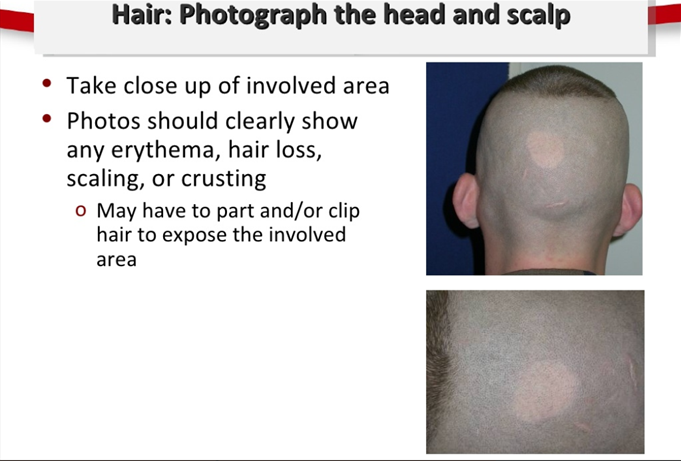 Hair: Photograph the head and scalp
• Take close up of involved area
• Photos should clearly show
any erythema, hair loss,
scaling, or crusting
o May have to part and/or clip
hair to expose the involved
area